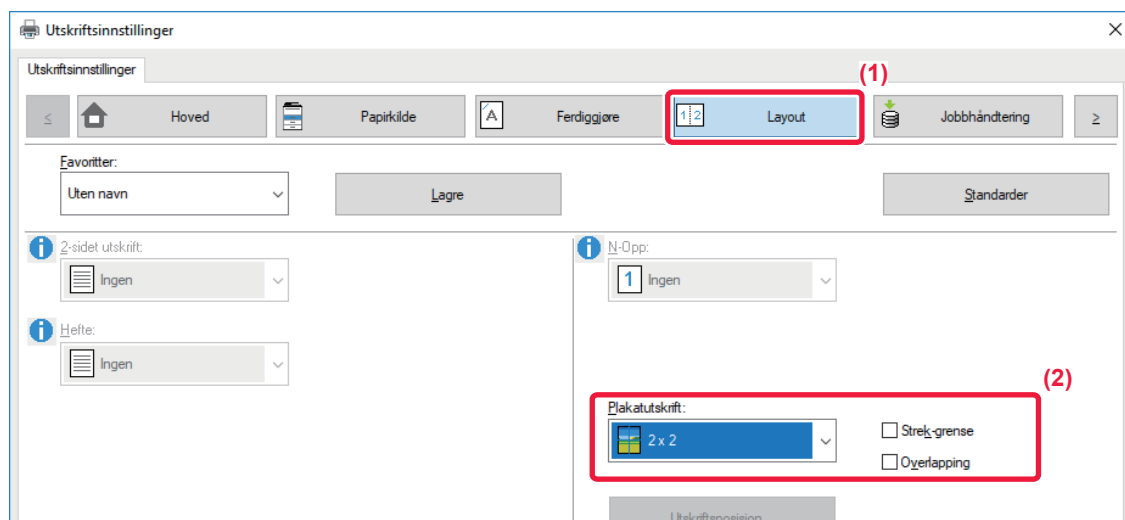 Utskriftsinnstillinger
Utskriftsinnstillinger
(1)
< Hoved Papirkilde A Ferdiggjøre 1 2 Layout Jobbhåndtering >
Favoritter:
Uten navn Lagre Standarder
2-sidet utskrift: N-Opp:
Ingen 1 Ingen
Hefte:
Ingen
(2)
Plakatutskrift:
2 x 2 Strek-grense
Overlapping
Utskriftsposisjon